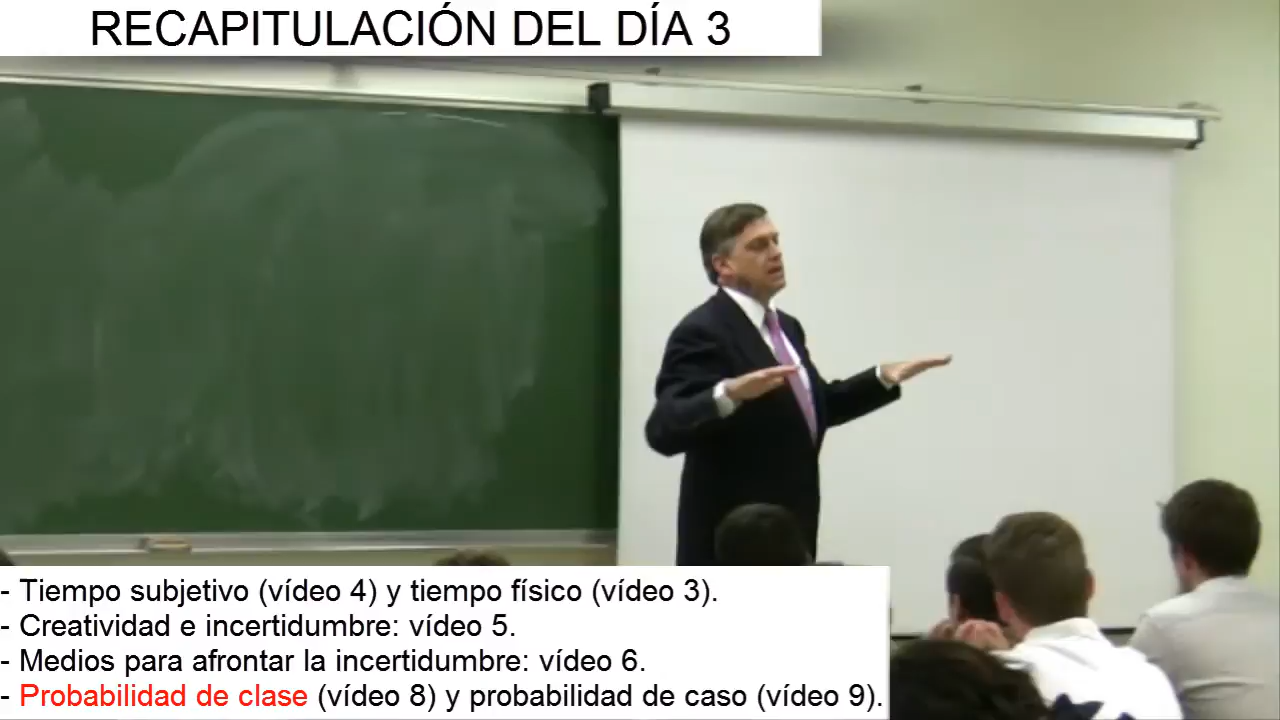 RECAPITULACIÓN DEL DÍA 3
- Tiempo subjetivo (vídeo 4) y tiempo físico (vídeo 3).
- Creatividad e incertidumbre: vídeo 5.
- Medios para afrontar la incertidumbre: vídeo 6.
- Probabilidad de clase (vídeo 8) y probabilidad de caso (vídeo 9).